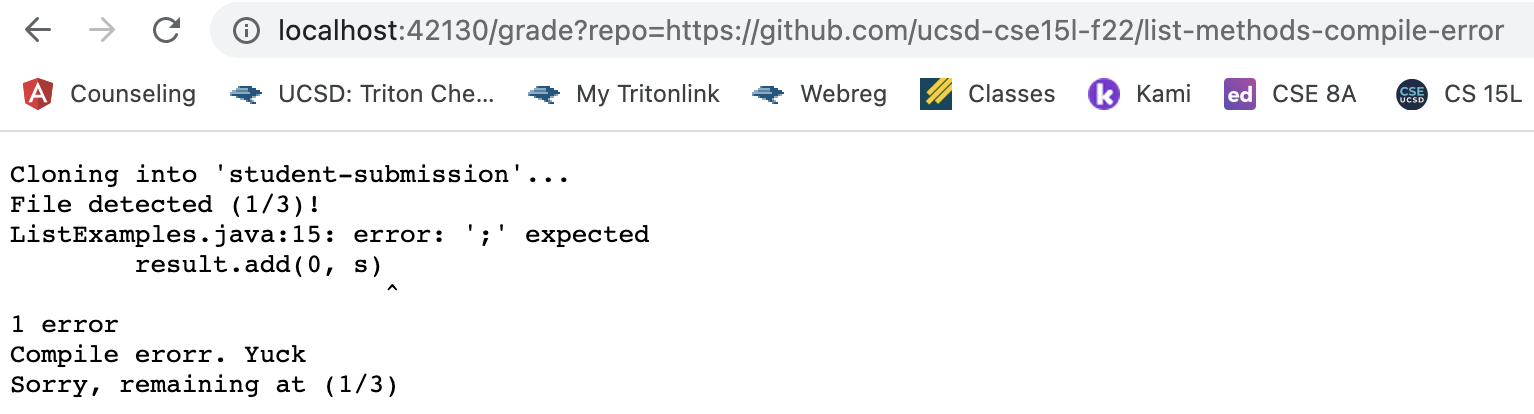 localhost:42130/grade?repo=https://github.com/ucsd-cse15l-f22/list-methods-compile-error
Counseling UCSD: Triton Che... My Tritonlink Webreg Classes k Kami ed CSE 8A CSE UCSD CS 15L
Cloning into 'student-submission'...
File detected (1/3)!
ListExamples.java:15: error: ';' expected
        result.add(0, s)
                        ^
1 error
Compile erorr. Yuck
Sorry, remaining at (1/3)